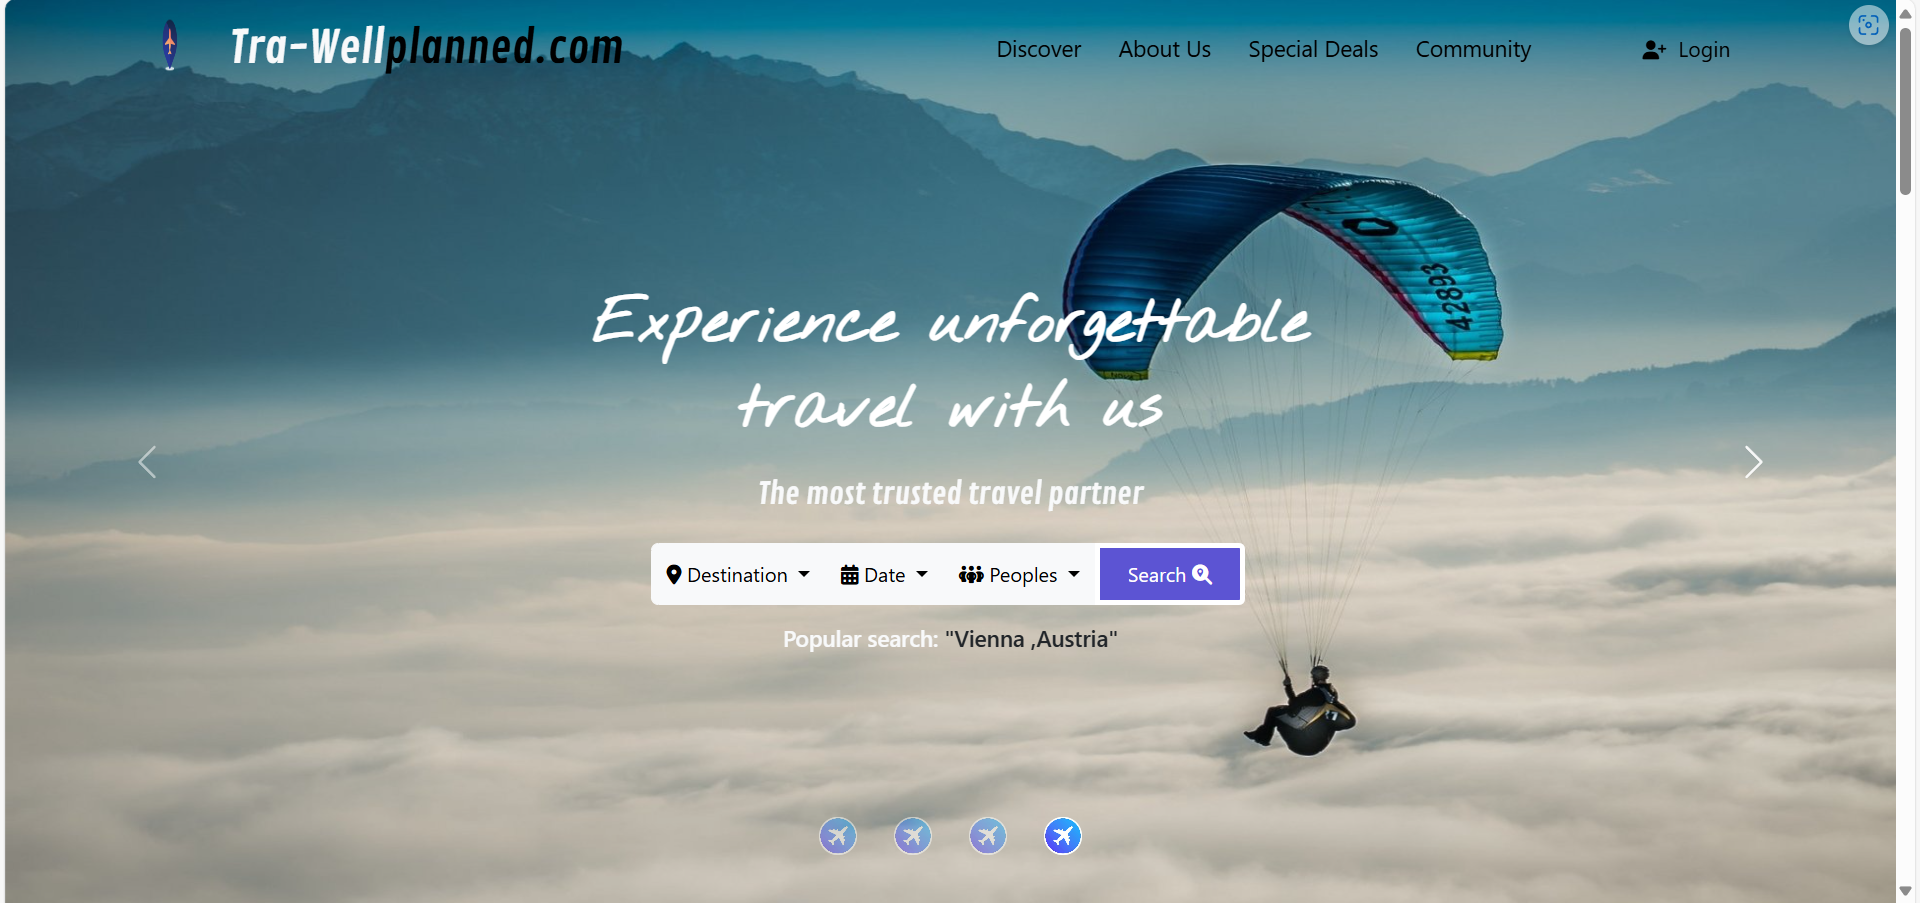 Tra-Wellplanned.com
Discover About Us Special Deals Community Login
42893
Experience unforgettable
travel with us
The most trusted travel partner
Destination Date Peoples Search
Popular search: "Vienna ,Austria"